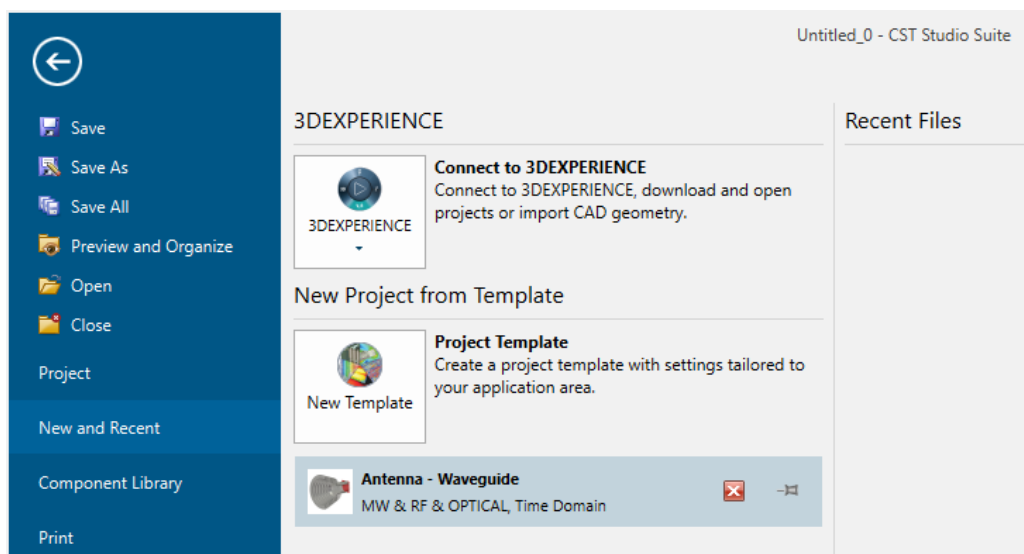 Untitled_0 - CST Studio Suite
Save
Save As
Save All
Preview and Organize
Open
Close
Project
New and Recent
Component Library
Print
3DEXPERIENCE
3DEXPERIENCE
Connect to 3DEXPERIENCE
Connect to 3DEXPERIENCE, download and open
projects or import CAD geometry.
New Project from Template
New Template
Project Template
Create a project template with settings tailored to
your application area.
Antenna - Waveguide
MW & RF & OPTICAL, Time Domain
Recent Files